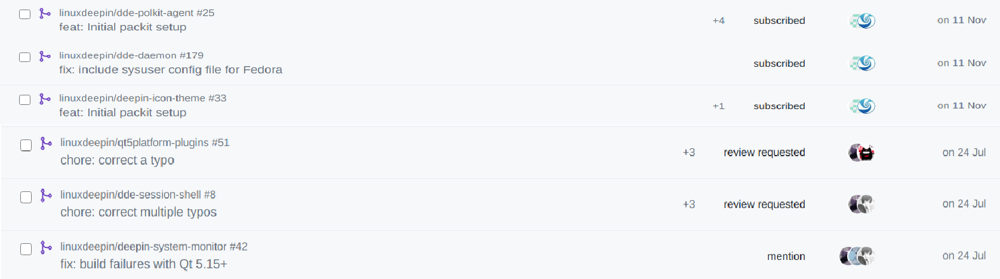 linuxdeepin/dde-polkit-agent #25
feat: Initial packit setup
+4 subscribed on 11 Nov
linuxdeepin/dde-daemon #179
fix: include sysuser config file for Fedora
subscribed on 11 Nov
linuxdeepin/deepin-icon-theme #33
feat: Initial packit setup
+1 subscribed on 11 Nov
linuxdeepin/qt5platform-plugins #51
chore: correct a typo
+3 review requested on 24 Jul
linuxdeepin/dde-session-shell #8
chore: correct multiple typos
+3 review requested on 24 Jul
linuxdeepin/deepin-system-monitor #42
fix: build failures with Qt 5.15+
mention on 24 Jul